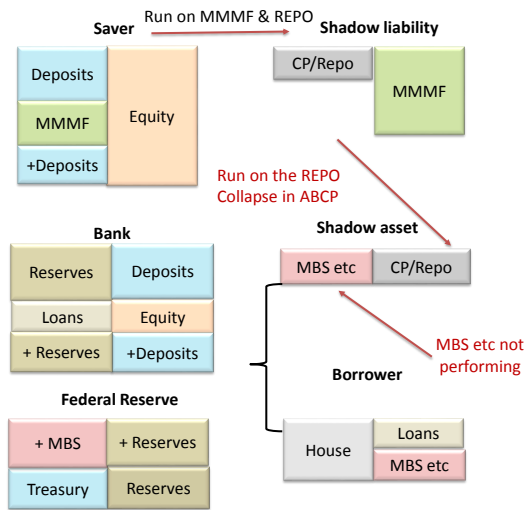 Run on MMMF & REPO
Saver
Shadow liability
Deposits
MMMF
+Deposits
Equity
CP/Repo
MMMF
Run on the REPO
Collapse in ABCP
Bank
Shadow asset
Reserves
Deposits
Loans
Equity
+ Reserves
+Deposits
MBS etc
CP/Repo
MBS etc not
performing
Borrower
Federal Reserve
+ MBS
+ Reserves
Treasury
Reserves
House
Loans
MBS etc